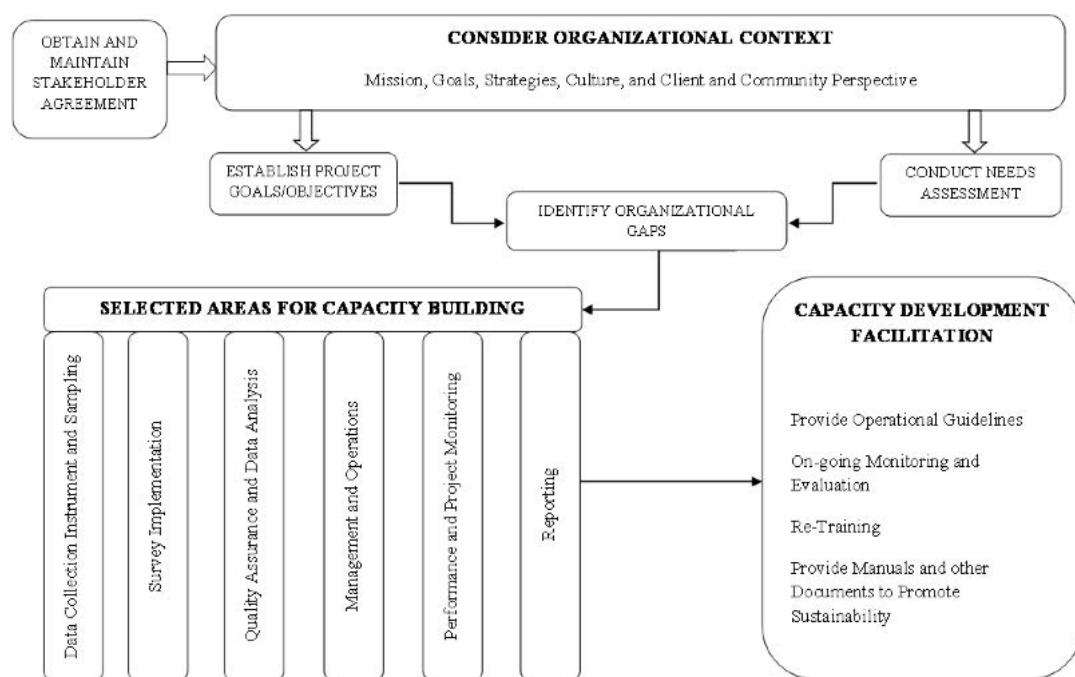 OBTAIN AND
MAINTAIN
STAKEHOLDER
AGREEMENT
CONSIDER ORGANIZATIONAL CONTEXT
Mission, Goals, Strategies, Culture, and Client and Community Perspective
ESTABLISH PROJECT
GOALS/OBJECTIVES
CONDUCT NEEDS
ASSESSMENT
IDENTIFY ORGANIZATIONAL
GAPS
SELECTED AREAS FOR CAPACITY BUILDING
Data Collection Instrument and Sampling
Survey Implementation
Quality Assurance and Data Analysis
Management and Operations
Performance and Project Monitoring
Reporting
CAPACITY DEVELOPMENT
FACILITATION
Provide Operational Guidelines
On-going Monitoring and
Evaluation
Re-Training
Provide Manuals and other
Documents to Promote
Sustainability